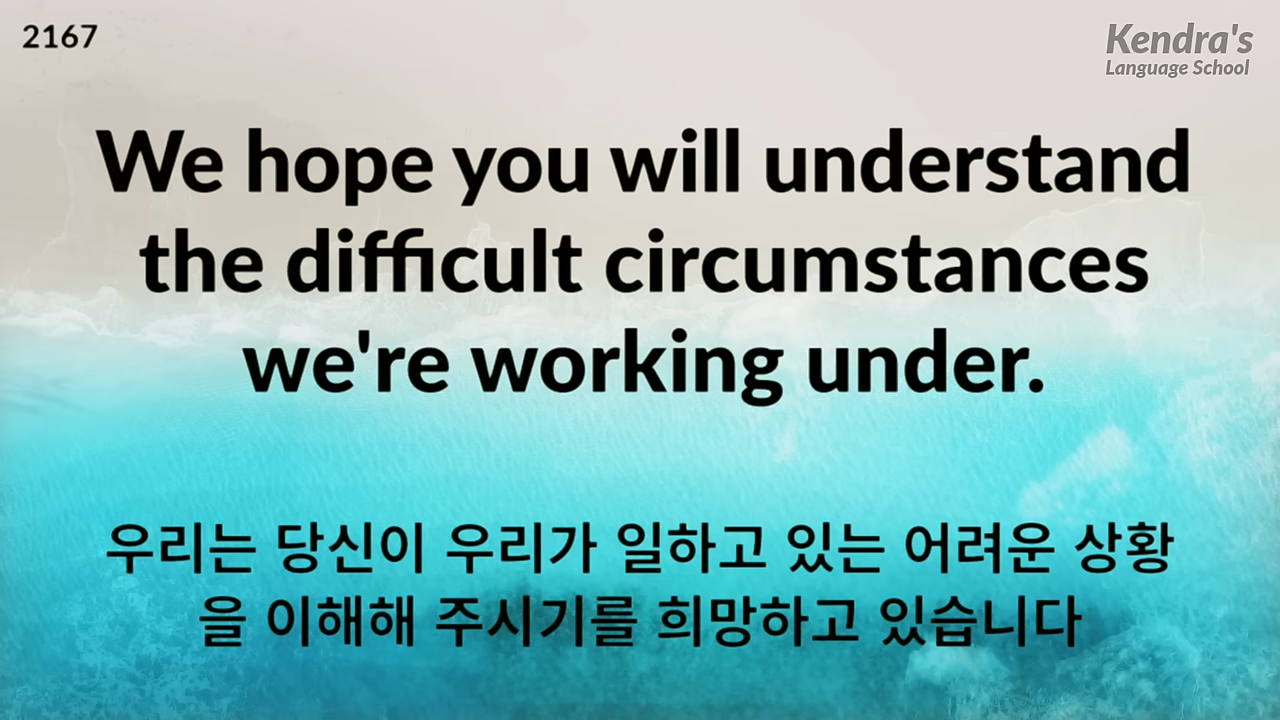 2167
Kendra's
Language School
We hope you will understand
the difficult circumstances
we're working under.
우리는 당신이 우리가 일하고 있는 어려운 상황
을 이해해 주시기를 희망하고 있습니다